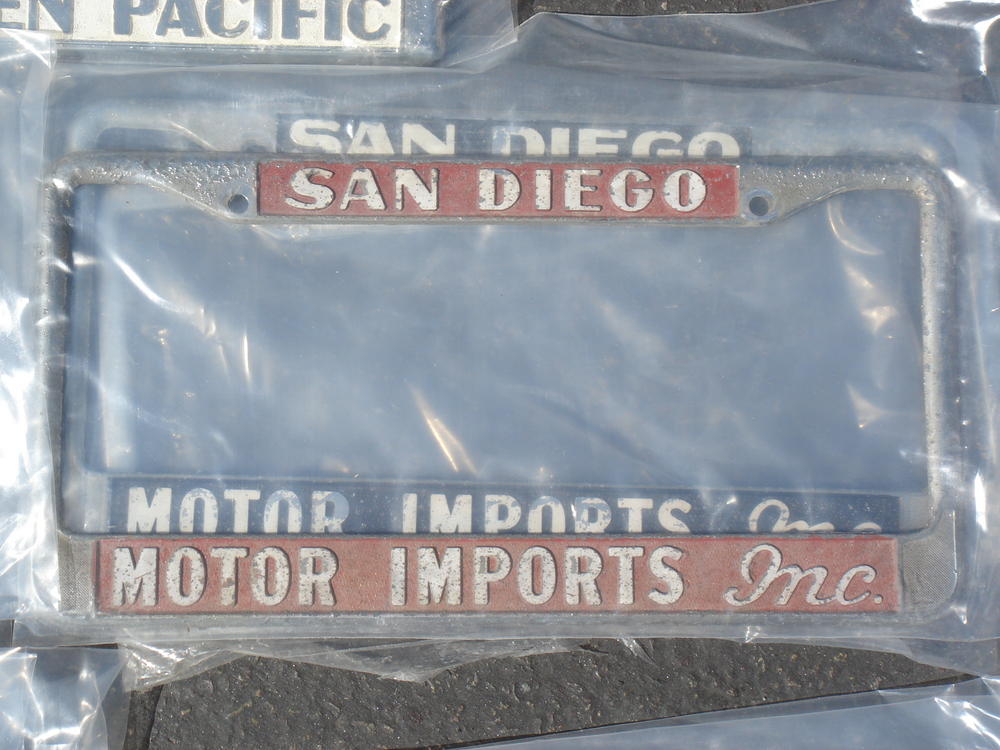 EN PACIFIC
SAN DIEGO
SAN DIEGO
MOTOR IMPORTS Inc
MOTOR IMPORTS Inc.